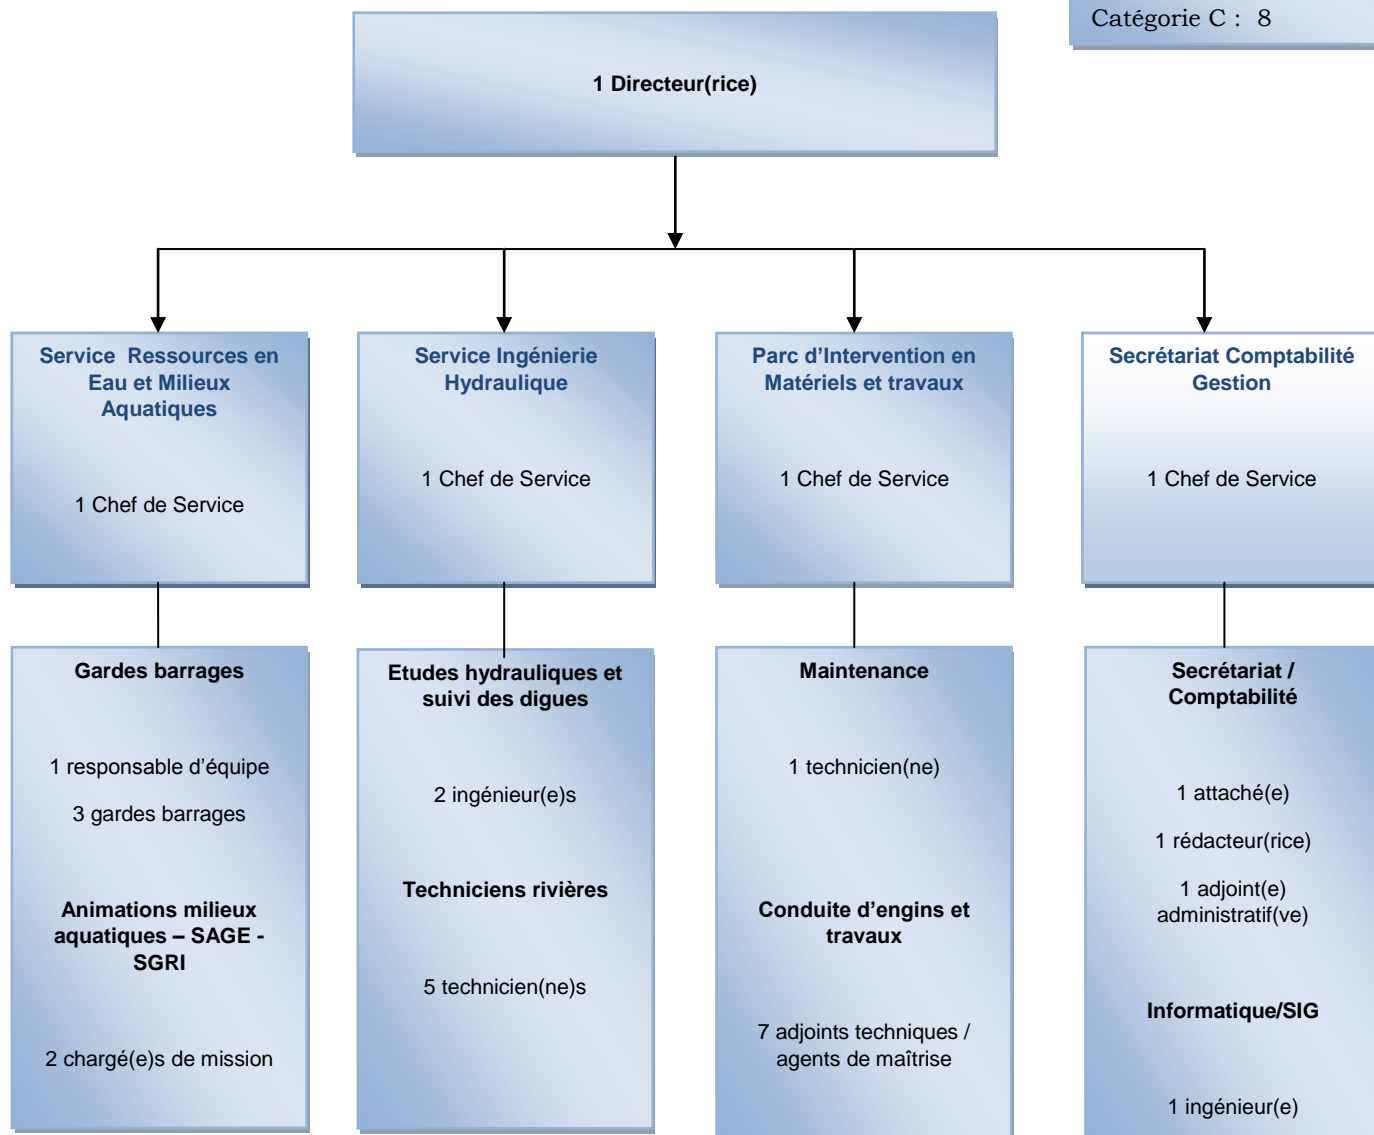 Catégorie C : 8
1 Directeur(rice)
Service Ressources en
Eau et Milieux
Aquatiques
1 Chef de Service
Service Ingénierie
Hydraulique
1 Chef de Service
Parc d’Intervention en
Matériels et travaux
1 Chef de Service
Secrétariat Comptabilité
Gestion
1 Chef de Service
Gardes barrages
1 responsable d’équipe
3 gardes barrages
Animations milieux
aquatiques – SAGE -
SGRI
2 chargé(e)s de mission
Etudes hydrauliques et
suivi des digues
2 ingénieur(e)s
Techniciens rivières
5 technicien(ne)s
Maintenance
1 technicien(ne)
Conduite d’engins et
travaux
7 adjoints techniques /
agents de maîtrise
Secrétariat /
Comptabilité
1 attaché(e)
1 rédacteur(rice)
1 adjoint(e)
administratif(ve)
Informatique/SIG
1 ingénieur(e)